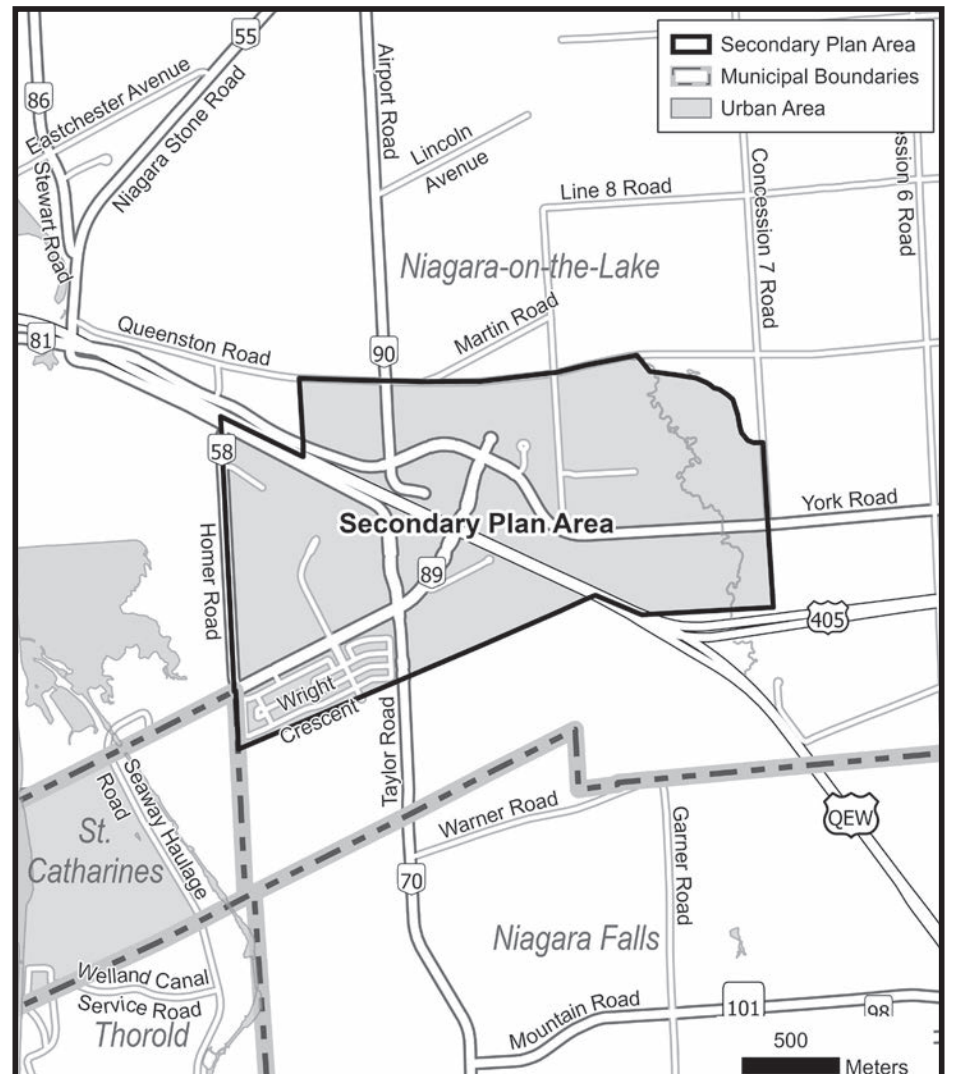 55
Secondary Plan Area
Municipal Boundaries
Urban Area
86
Eastchester Avenue
Niagara Stone Road
Stewart Road
Airport Road
Lincoln
Avenue
Line 8 Road
Concession 7 Road
ession 6 Road
Niagara-on-the-Lake
81
Queenston Road
90
Martin Road
58
Secondary Plan Area
York Road
Homer Road
89
405
Wright
Crescent
Taylor Road
Seaway Haulage
Road
St.
Catharines
Warner Road
Garner Road
QEW
70
Niagara Falls
Welland Canal
Service Road
Thorold
Mountain Road
101
98
500
Meters